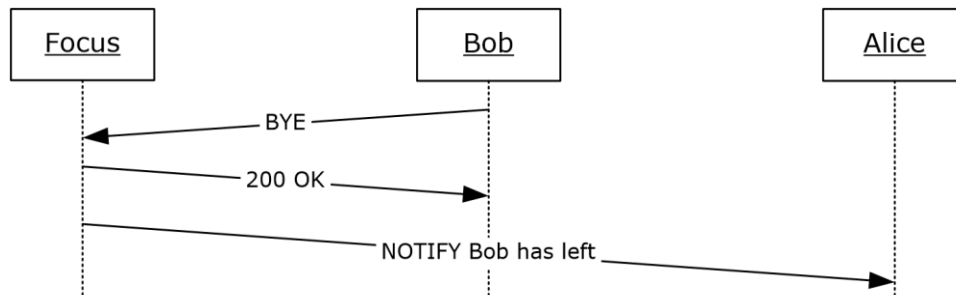 Focus
Bob
Alice
BYE
200 OK
NOTIFY Bob has left